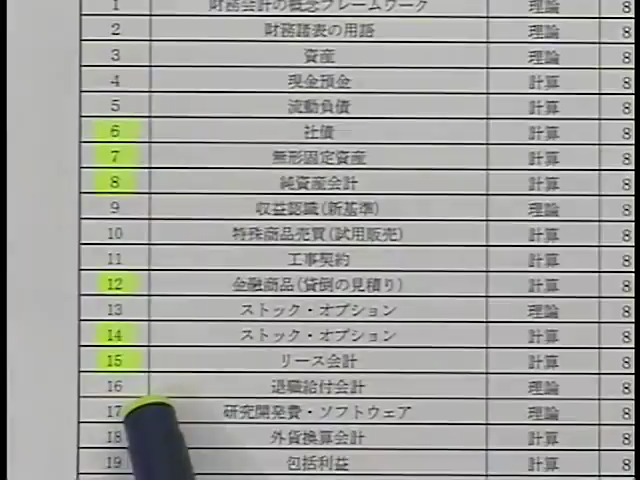 1 財務会計の概念フレームワーク 理論 8
2 財務諸表の用語 理論 8
3 資産 理論 8
4 現金預金 計算 8
5 流動負債 計算 8
6 社債 計算 8
7 無形固定資産 計算 8
8 純資産会計 計算 8
9 収益認識(新基準) 理論 8
10 特殊商品売買(試用販売) 計算 8
11 工事契約 計算 8
12 金融商品(貸倒の見積り) 計算 8
13 ストック・オプション 理論 8
14 ストック・オプション 計算 8
15 リース会計 計算 8
16 退職給付会計 理論 8
17 研究開発費・ソフトウェア 理論 8
18 外貨換算会計 計算 8
19 包括利益 計算 8